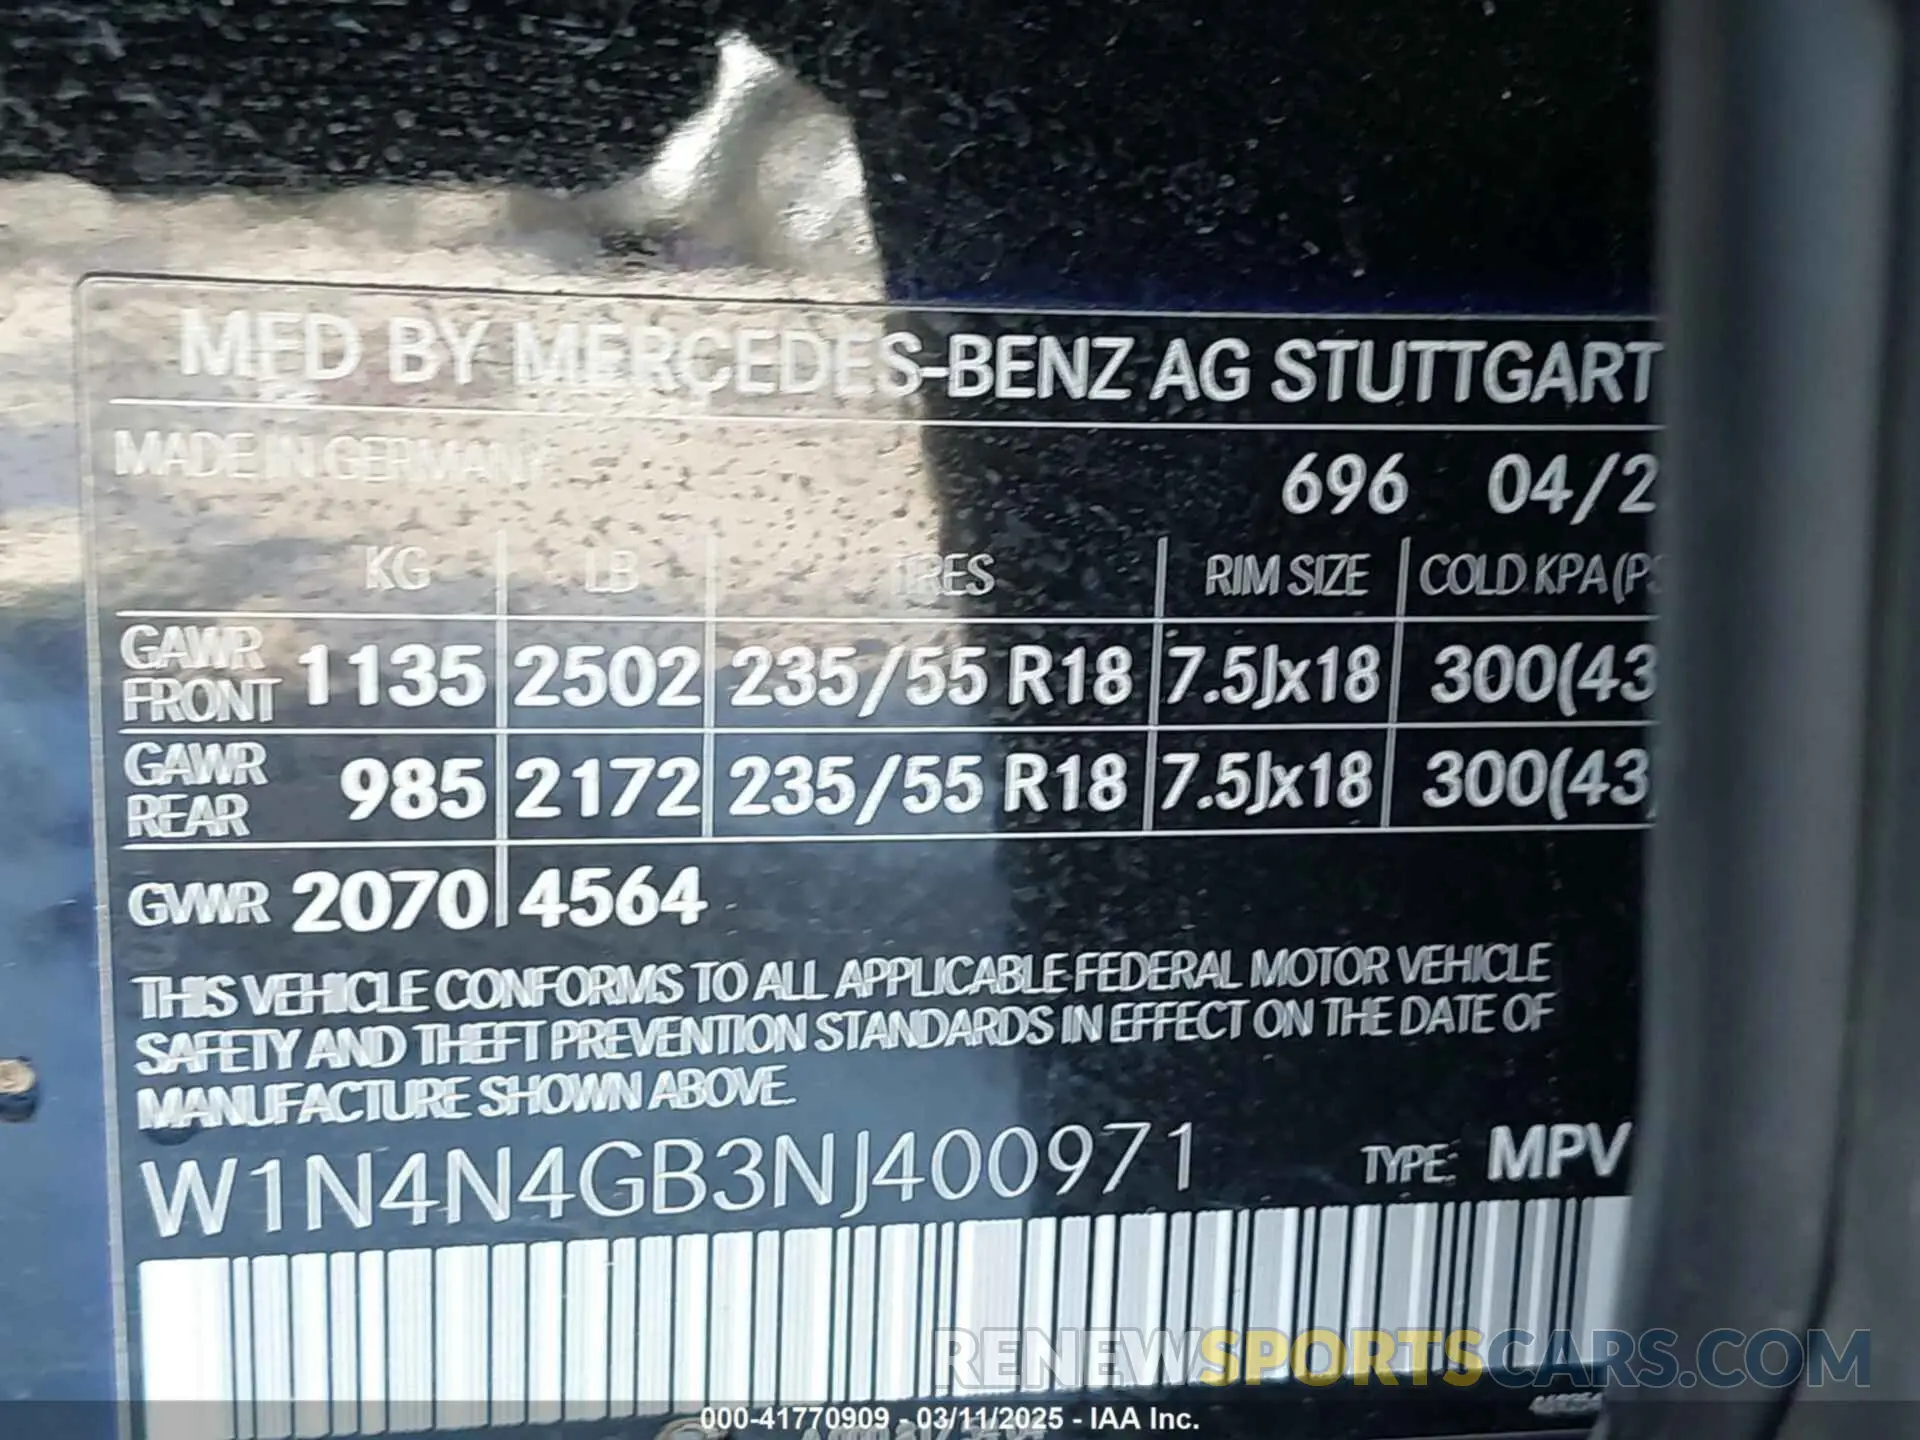 MFD BY MERCEDES-BENZ AG STUTTGART
MADE IN GERMANY
696 04/2
KG LB TIRES RIM SIZE COLD KPA (PS
GAWR FRONT 1135 2502 235/55 R18 7.5Jx18 300(43
GAWR REAR 985 2172 235/55 R18 7.5Jx18 300(43)
GVWR 2070 4564
THIS VEHICLE CONFORMS TO ALL APPLICABLE FEDERAL MOTOR VEHICLE
SAFETY AND THEFT PREVENTION STANDARDS IN EFFECT ON THE DATE OF
MANUFACTURE SHOWN ABOVE.
W1N4N4GB3NJ400971 TYPE: MPV
RENEWSPORTSCARS.COM
000-41770909 - 03/11/2025 - IAA Inc.